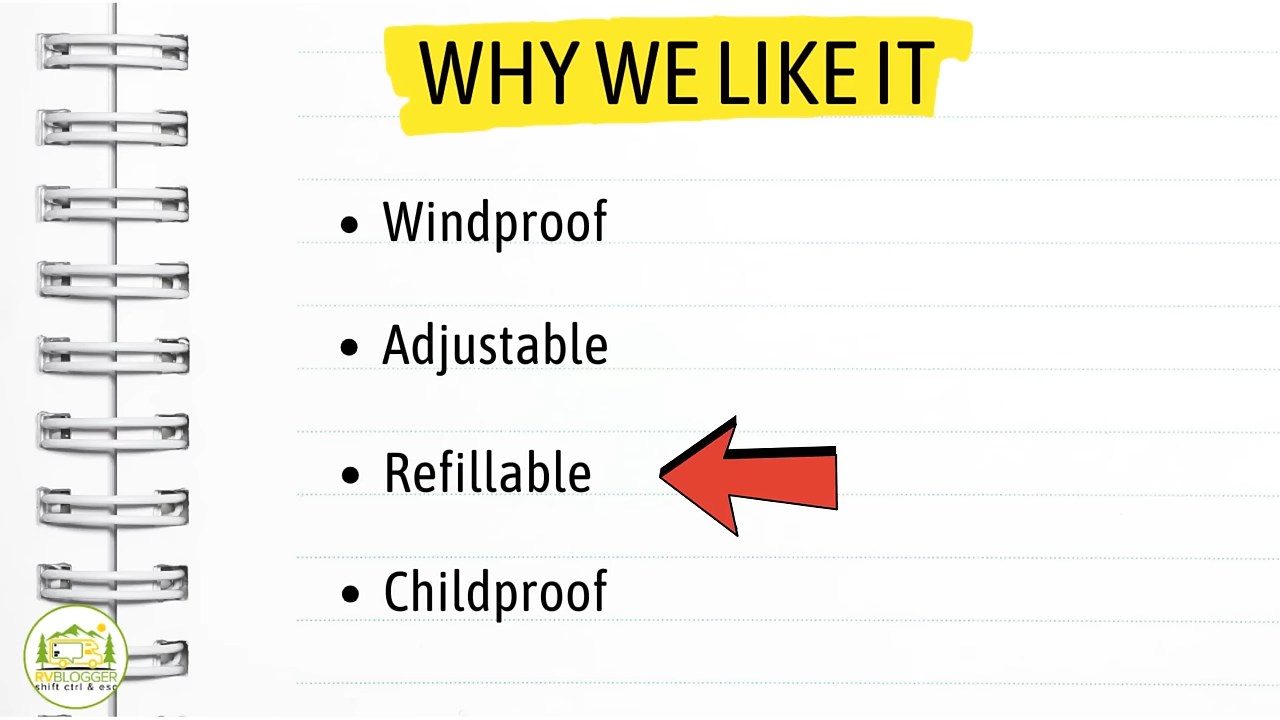 WHY WE LIKE IT
• Windproof
• Adjustable
• Refillable
• Childproof
RVBLOGGER
shift ctrl & esc